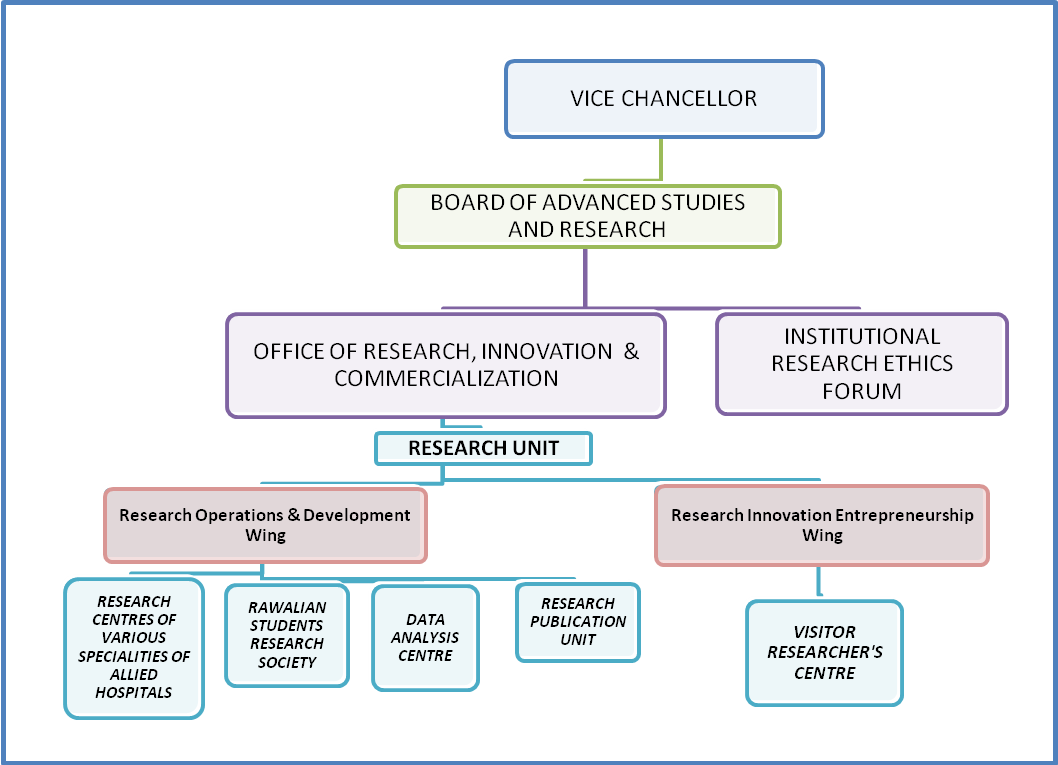 VICE CHANCELLOR
BOARD OF ADVANCED STUDIES
AND RESEARCH
OFFICE OF RESEARCH, INNOVATION &
COMMERCIALIZATION
INSTITUTIONAL
RESEARCH ETHICS
FORUM
RESEARCH UNIT
Research Operations & Development
Wing
Research Innovation Entrepreneurship
Wing
RESEARCH
CENTRES OF
VARIOUS
SPECIALITIES OF
ALLIED
HOSPITALS
RAWALIAN
STUDENTS
RESEARCH
SOCIETY
DATA
ANALYSIS
CENTRE
RESEARCH
PUBLICATION
UNIT
VISITOR
RESEARCHER'S
CENTRE